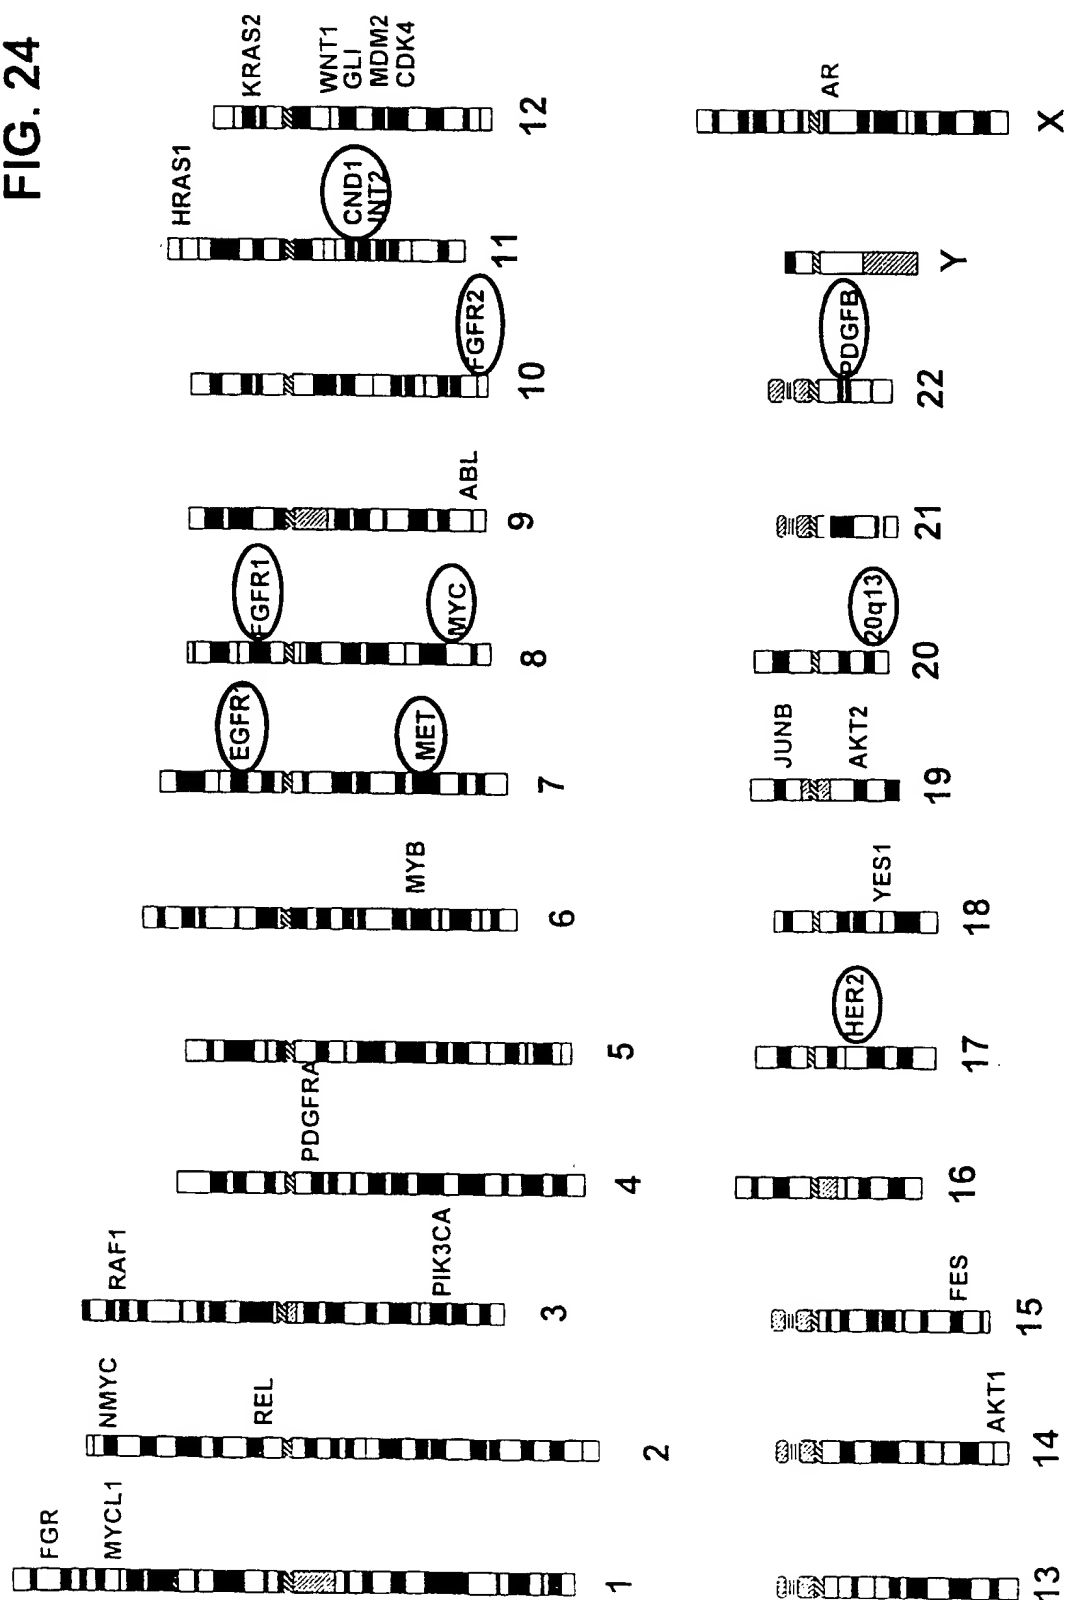 FIG. 24
FGR
MYCL1
1
NMYC
REL
2
RAF1
PIK3CA
3
PDGFRA
4
5
MYB
6
EGFR1
MET
7
FGFR1
MYC
8
ABL
9
FGFR2
10
HRAS1
CND1
INT2
11
KRAS2
WNT1
GLI
MDM2
CDK4
12
13
AKT1
14
FES
15
16
HER2
17
YES1
18
JUNB
AKT2
19
20q13
20
21
PDGFB
22
Y
AR
X